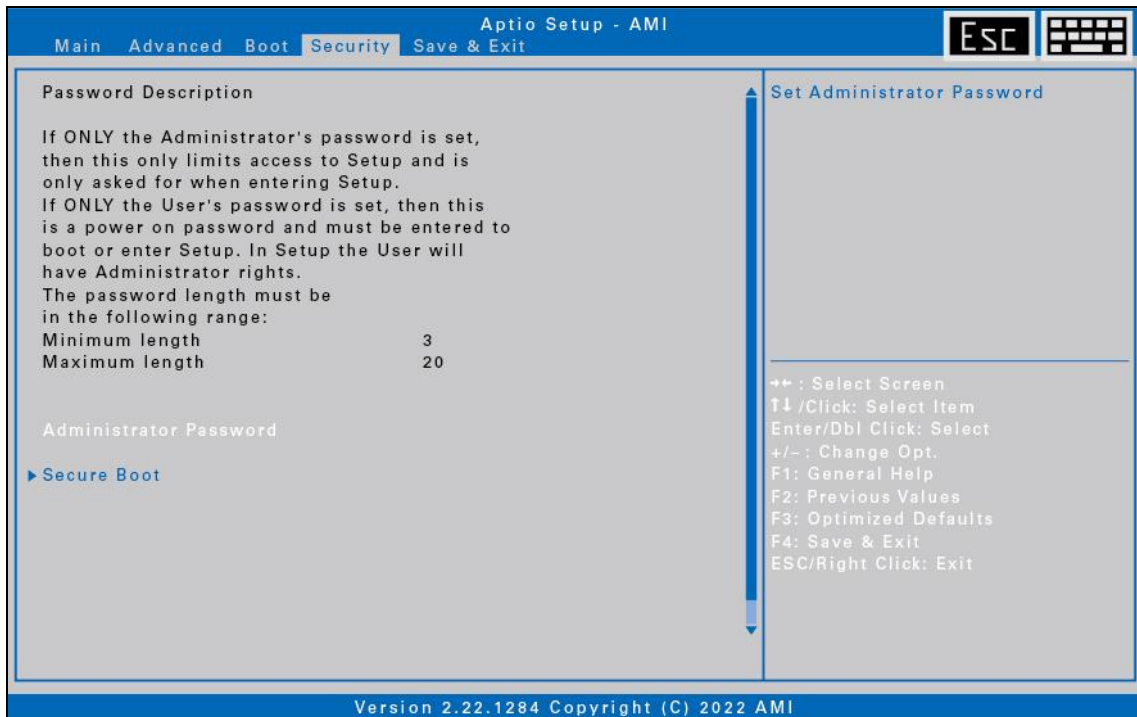 Aptio Setup - AMI
Main Advanced Boot Security Save & Exit
Esc
Password Description
If ONLY the Administrator's password is set,
then this only limits access to Setup and is
only asked for when entering Setup.
If ONLY the User's password is set, then this
is a power on password and must be entered to
boot or enter Setup. In Setup the User will
have Administrator rights.
The password length must be
in the following range:
Minimum length 3
Maximum length 20
Administrator Password
Secure Boot
Set Administrator Password
→← : Select Screen
↑↓ /Click: Select Item
Enter/Dbl Click: Select
+/– : Change Opt.
F1: General Help
F2: Previous Values
F3: Optimized Defaults
F4: Save & Exit
ESC/Right Click: Exit
Version 2.22.1284 Copyright (C) 2022 AMI